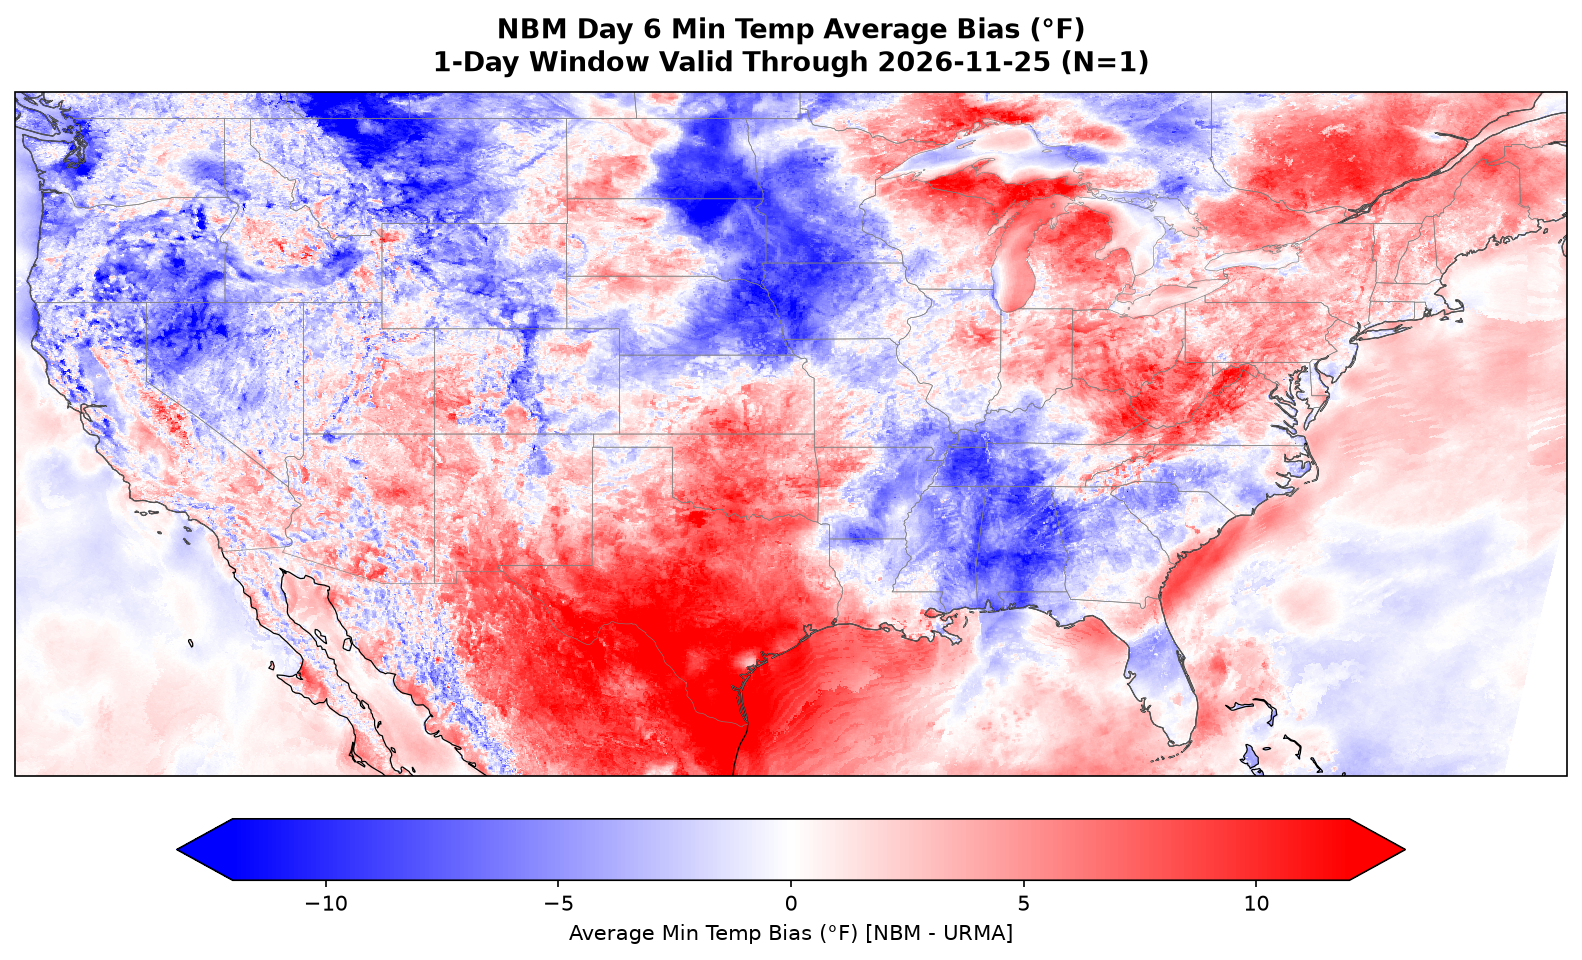 NBM Day 6 Min Temp Average Bias (°F)
1-Day Window Valid Through 2026-11-25 (N=1)
−10 −5 0 5 10
Average Min Temp Bias (°F) [NBM - URMA]